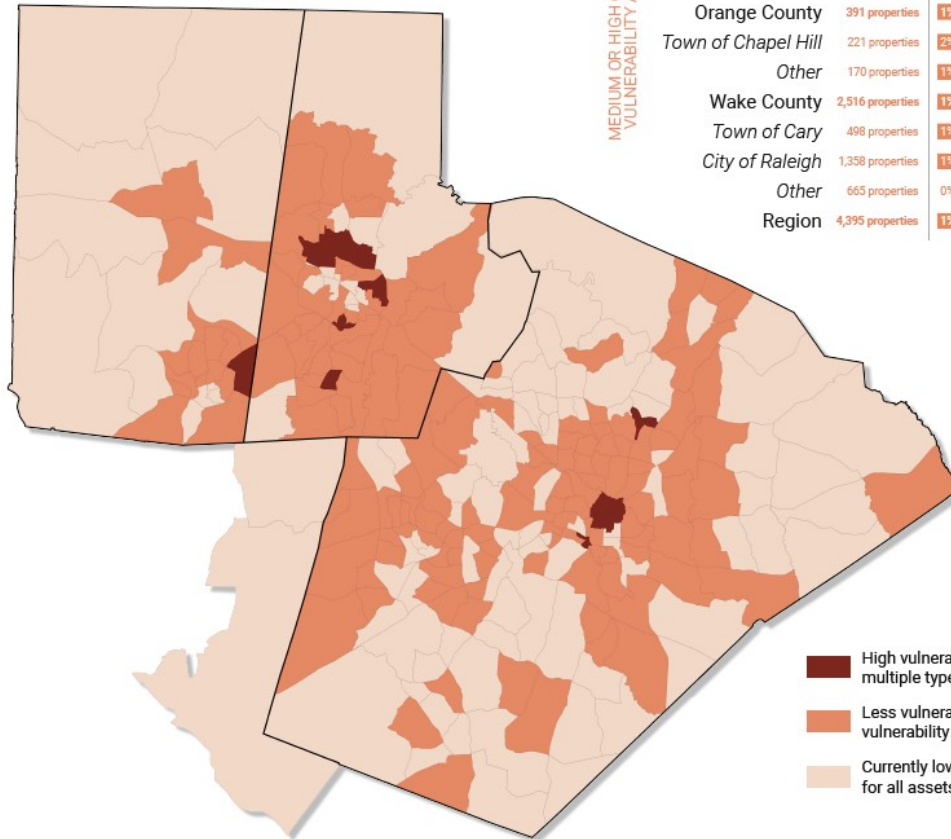 MEDIUM OR HIGH
VULNERABILITY
Orange County 391 properties 1%
Town of Chapel Hill 221 properties 2%
Other 170 properties 1%
Wake County 2,516 properties 1%
Town of Cary 498 properties 1%
City of Raleigh 1,358 properties 1%
Other 665 properties 0%
Region 4,395 properties 1%
High vulnera
multiple type
Less vulnera
vulnerability
Currently low
for all assets